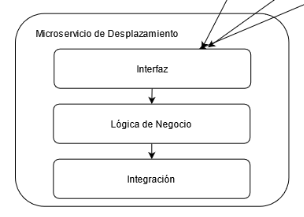 Microservicio de Desplazamiento
Interfaz
Lógica de Negocio
Integración